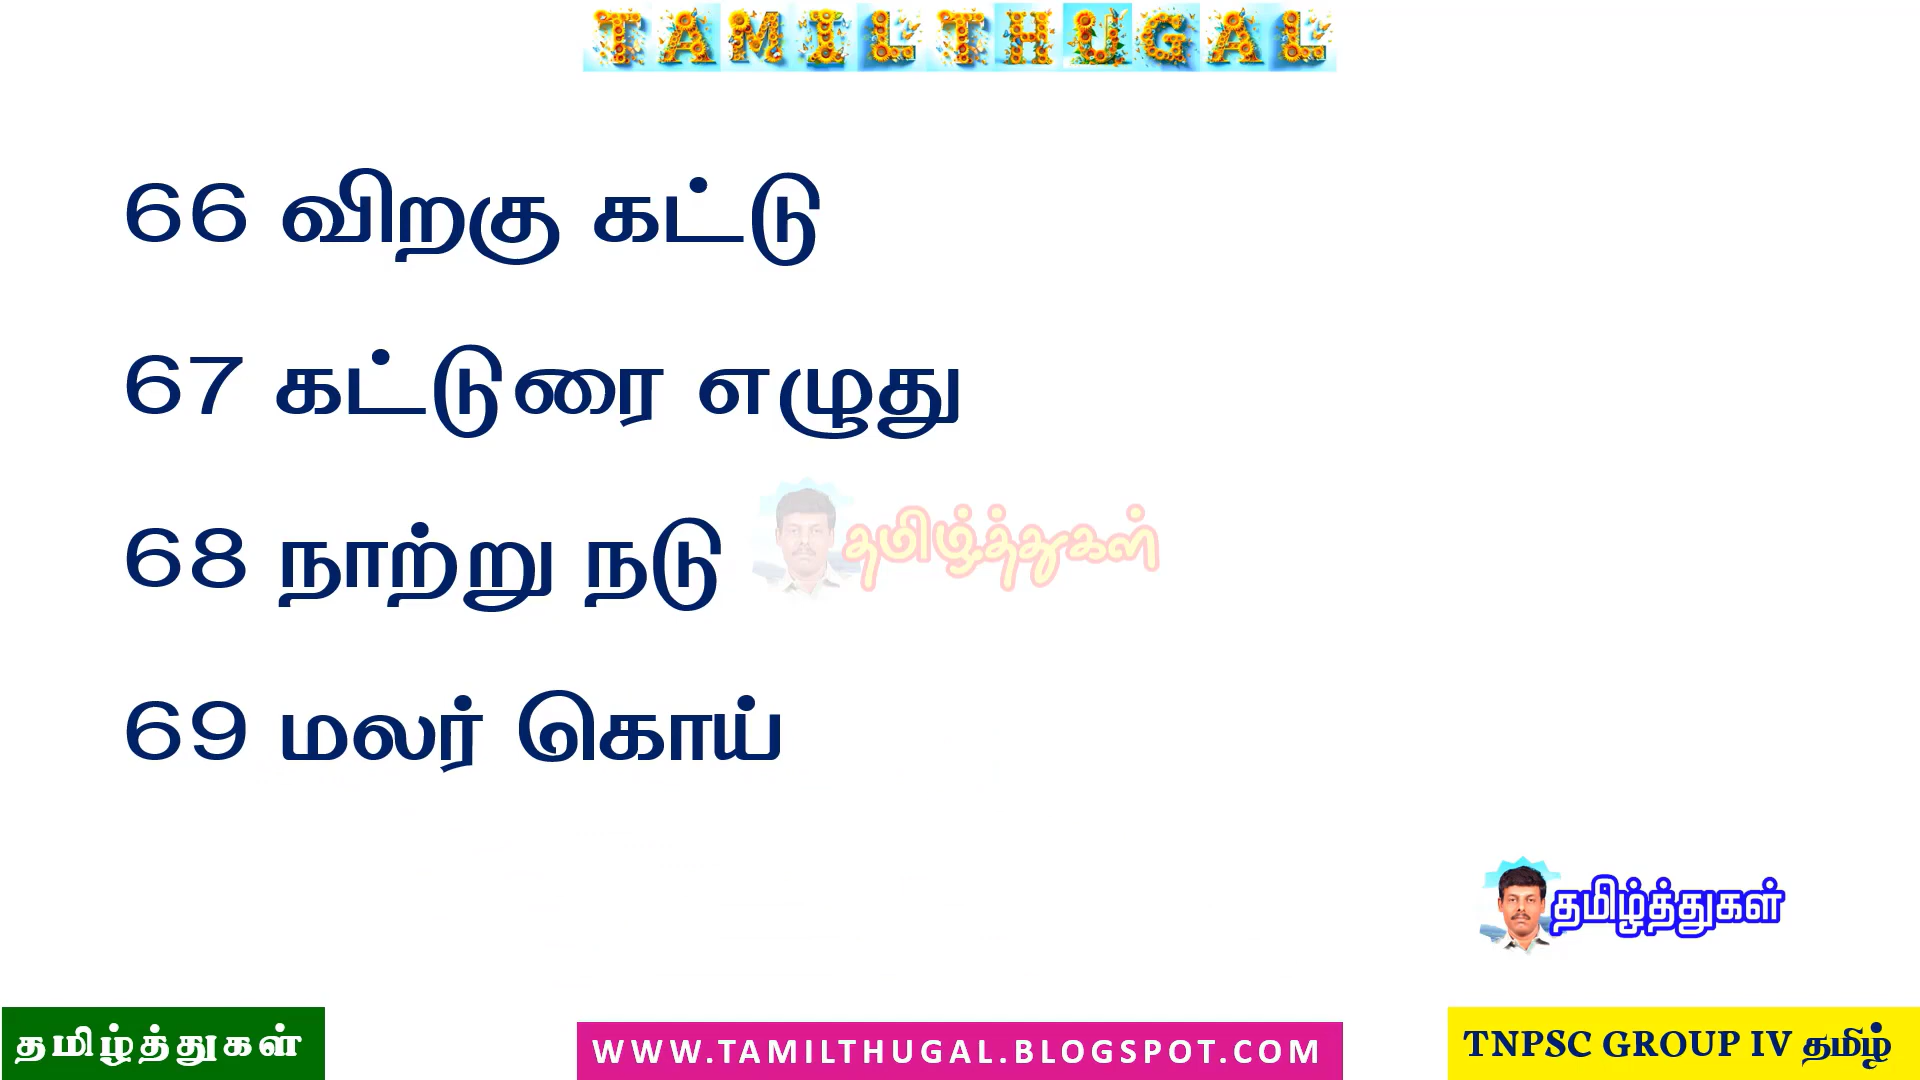 TAMILTHUGAL
66 விறகு கட்டு
67 கட்டுரை எழுது
68 நாற்று நடு
தமிழ்த்துகள்
69 மலர் கொய்
தமிழ்த்துகள்
தமிழ்த்துகள்
WWW.TAMILTHUGAL.BLOGSPOT.COM
TNPSC GROUP IV தமிழ்